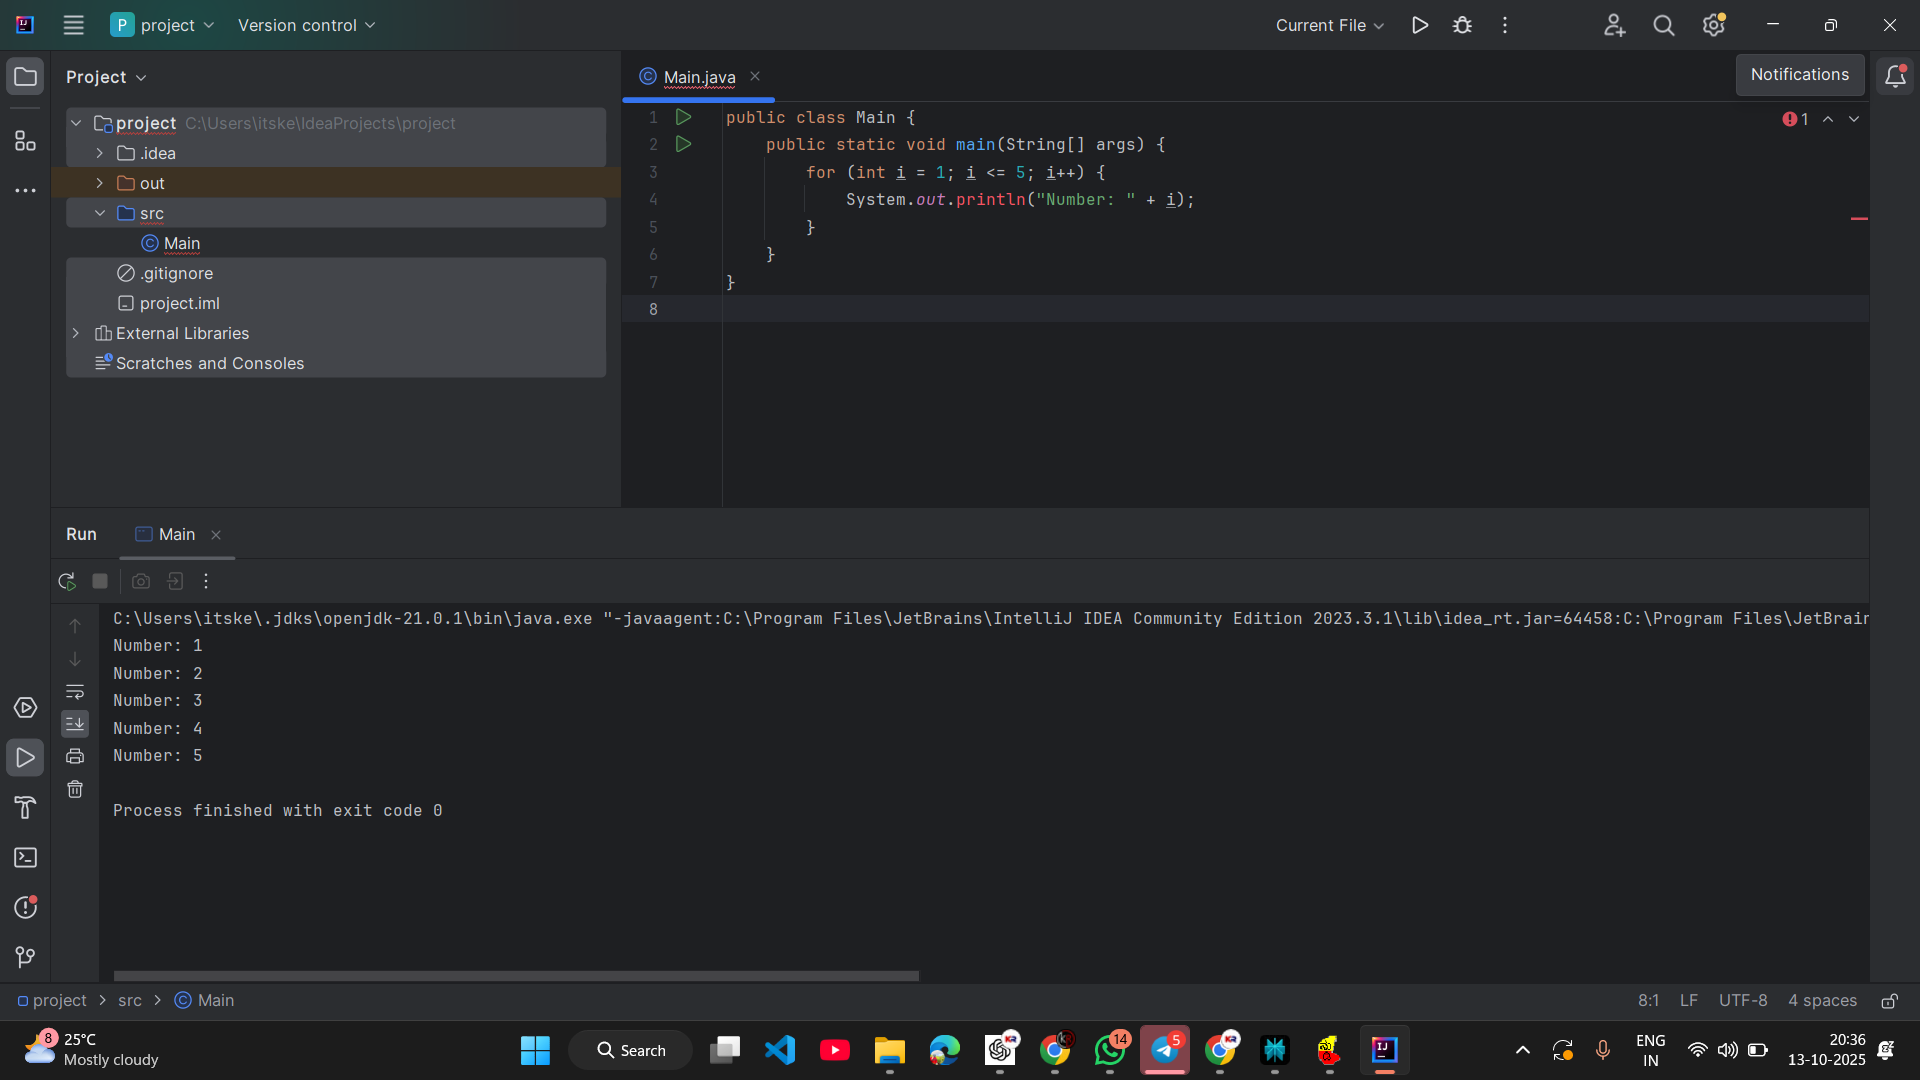 P project Version control Current File
Project
Main.java
Notifications
project C:\Users\itske\IdeaProjects\project
.idea
out
src
Main
.gitignore
project.iml
External Libraries
Scratches and Consoles
1 public class Main {
2 public static void main(String[] args) {
3 for (int i = 1; i <= 5; i++) {
4 System.out.println("Number: " + i);
5 }
6 }
7 }
8
1
Run Main
C:\Users\itske\.jdks\openjdk-21.0.1\bin\java.exe "-javaagent:C:\Program Files\JetBrains\IntelliJ IDEA Community Edition 2023.3.1\lib\idea_rt.jar=64458:C:\Program Files\JetBrain
Number: 1
Number: 2
Number: 3
Number: 4
Number: 5
Process finished with exit code 0
project > src > Main 8:1 LF UTF-8 4 spaces
8 25°C
Mostly cloudy
Search
14
5
ENG
IN
20:36
13-10-2025